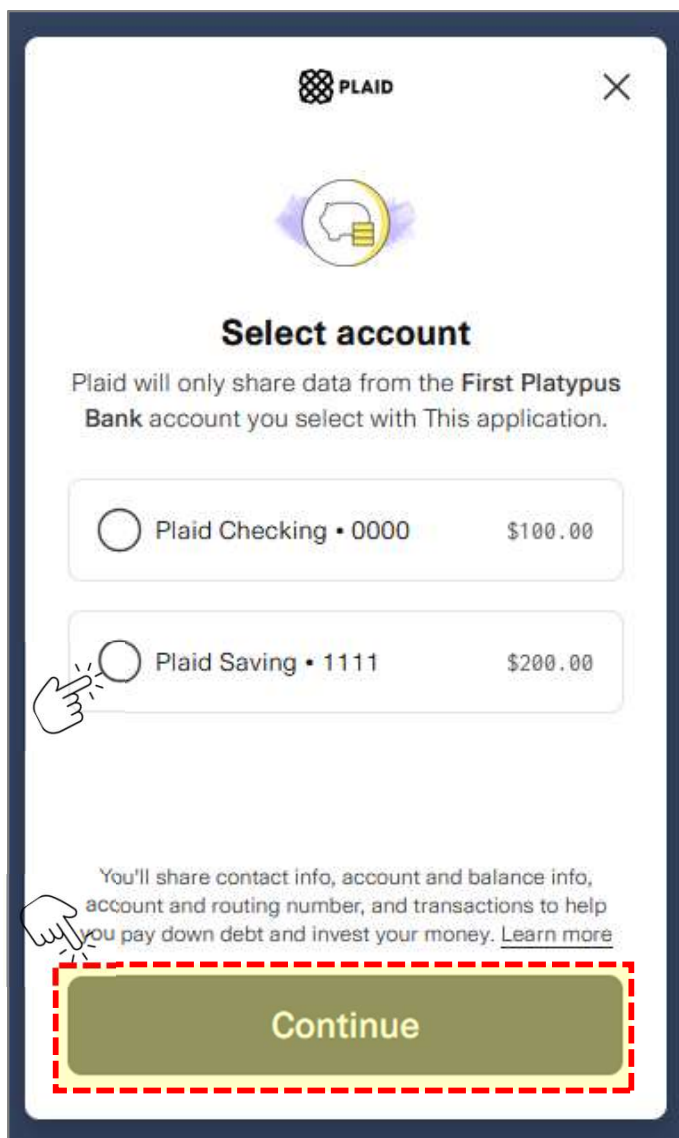 PLAID
Select account
Plaid will only share data from the First Platypus
Bank account you select with This application.
Plaid Checking • 0000 $100.00
Plaid Saving • 1111 $200.00
You'll share contact info, account and balance info,
account and routing number, and transactions to help
you pay down debt and invest your money. Learn more
Continue